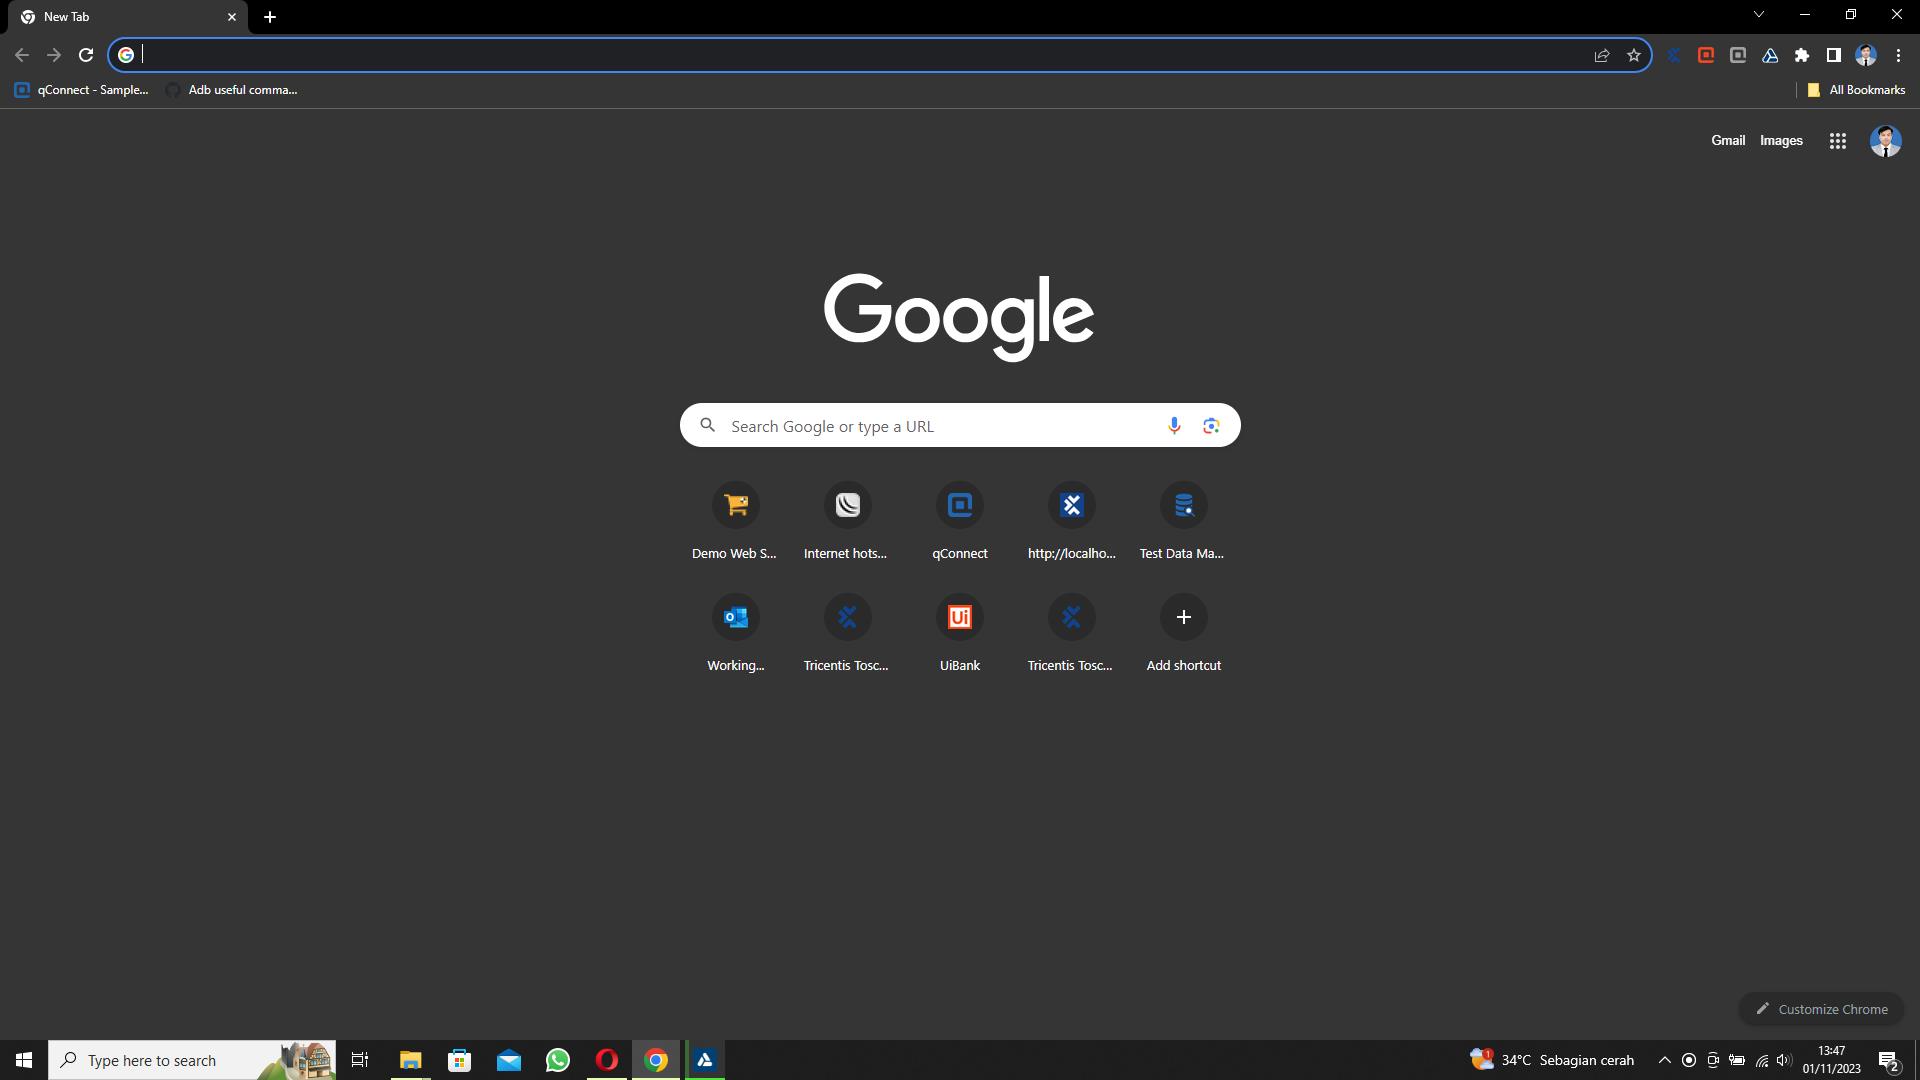 New Tab
qConnect - Sample...
Adb useful comma...
All Bookmarks
Gmail
Images
Google
Search Google or type a URL
Demo Web S...
Internet hots...
qConnect
http://localho...
Test Data Ma...
Working...
Tricentis Tosc...
Ui
UiBank
Tricentis Tosc...
Add shortcut
Customize Chrome
Type here to search
1
34°C Sebagian cerah
13:47
01/11/2023
2